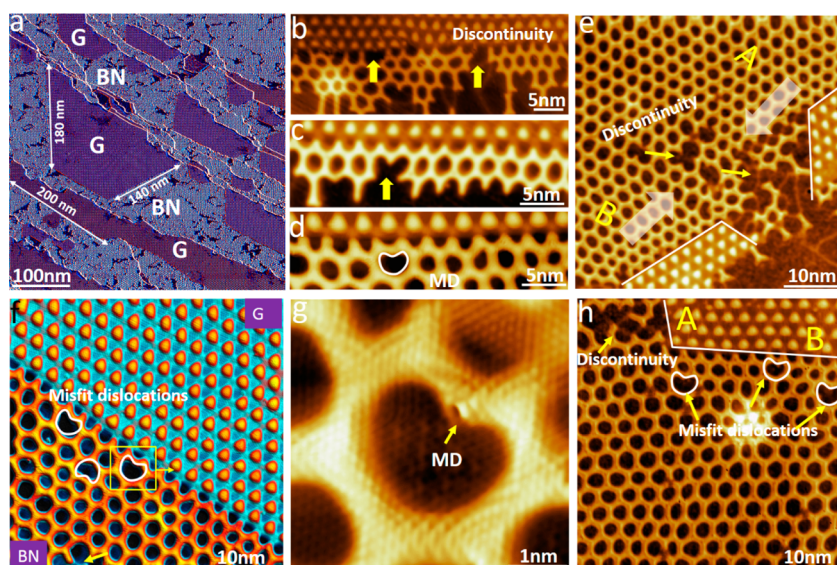 a
G
BN
180 nm
G
140 nm
200 nm
BN
G
100nm
b
Discontinuity
5nm
c
5nm
d
MD
5nm
e
A
Discontinuity
B
10nm
f
G
Misfit dislocations
BN
10nm
g
MD
1nm
h
A
B
Discontinuity
Misfit dislocations
10nm